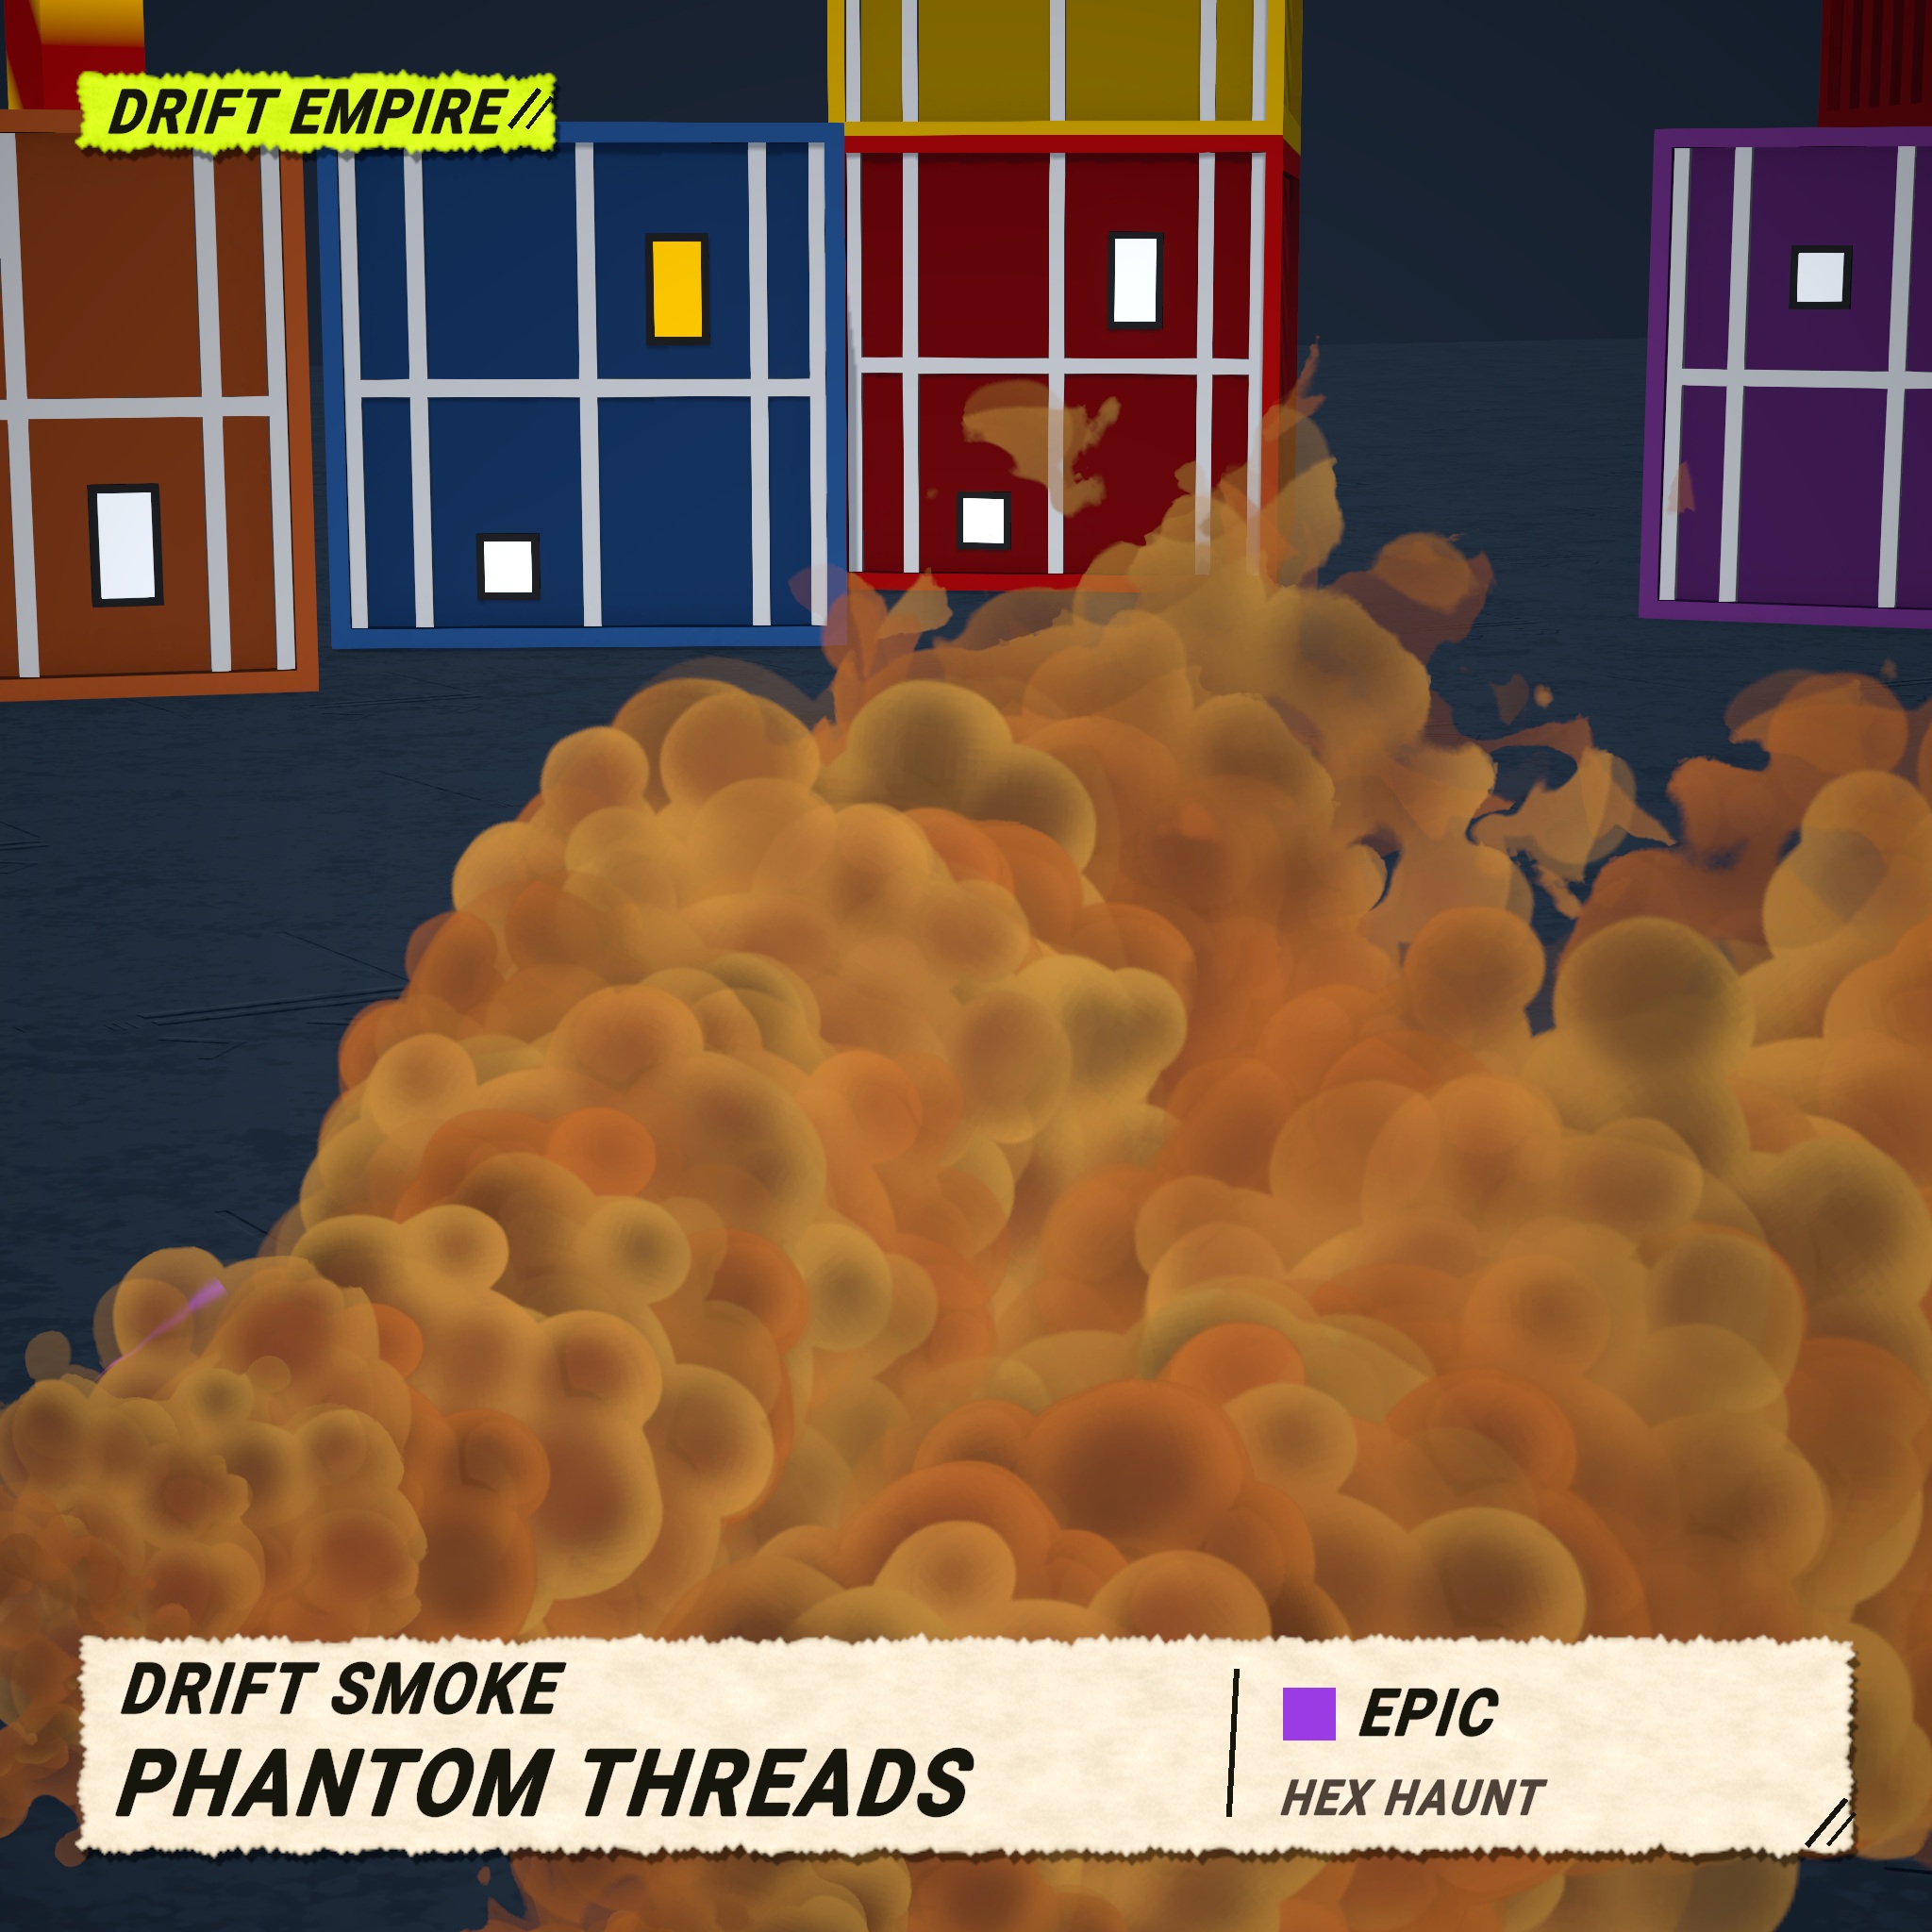 DRIFT EMPIRE//
DRIFT SMOKE
PHANTOM THREADS
EPIC
HEX HAUNT